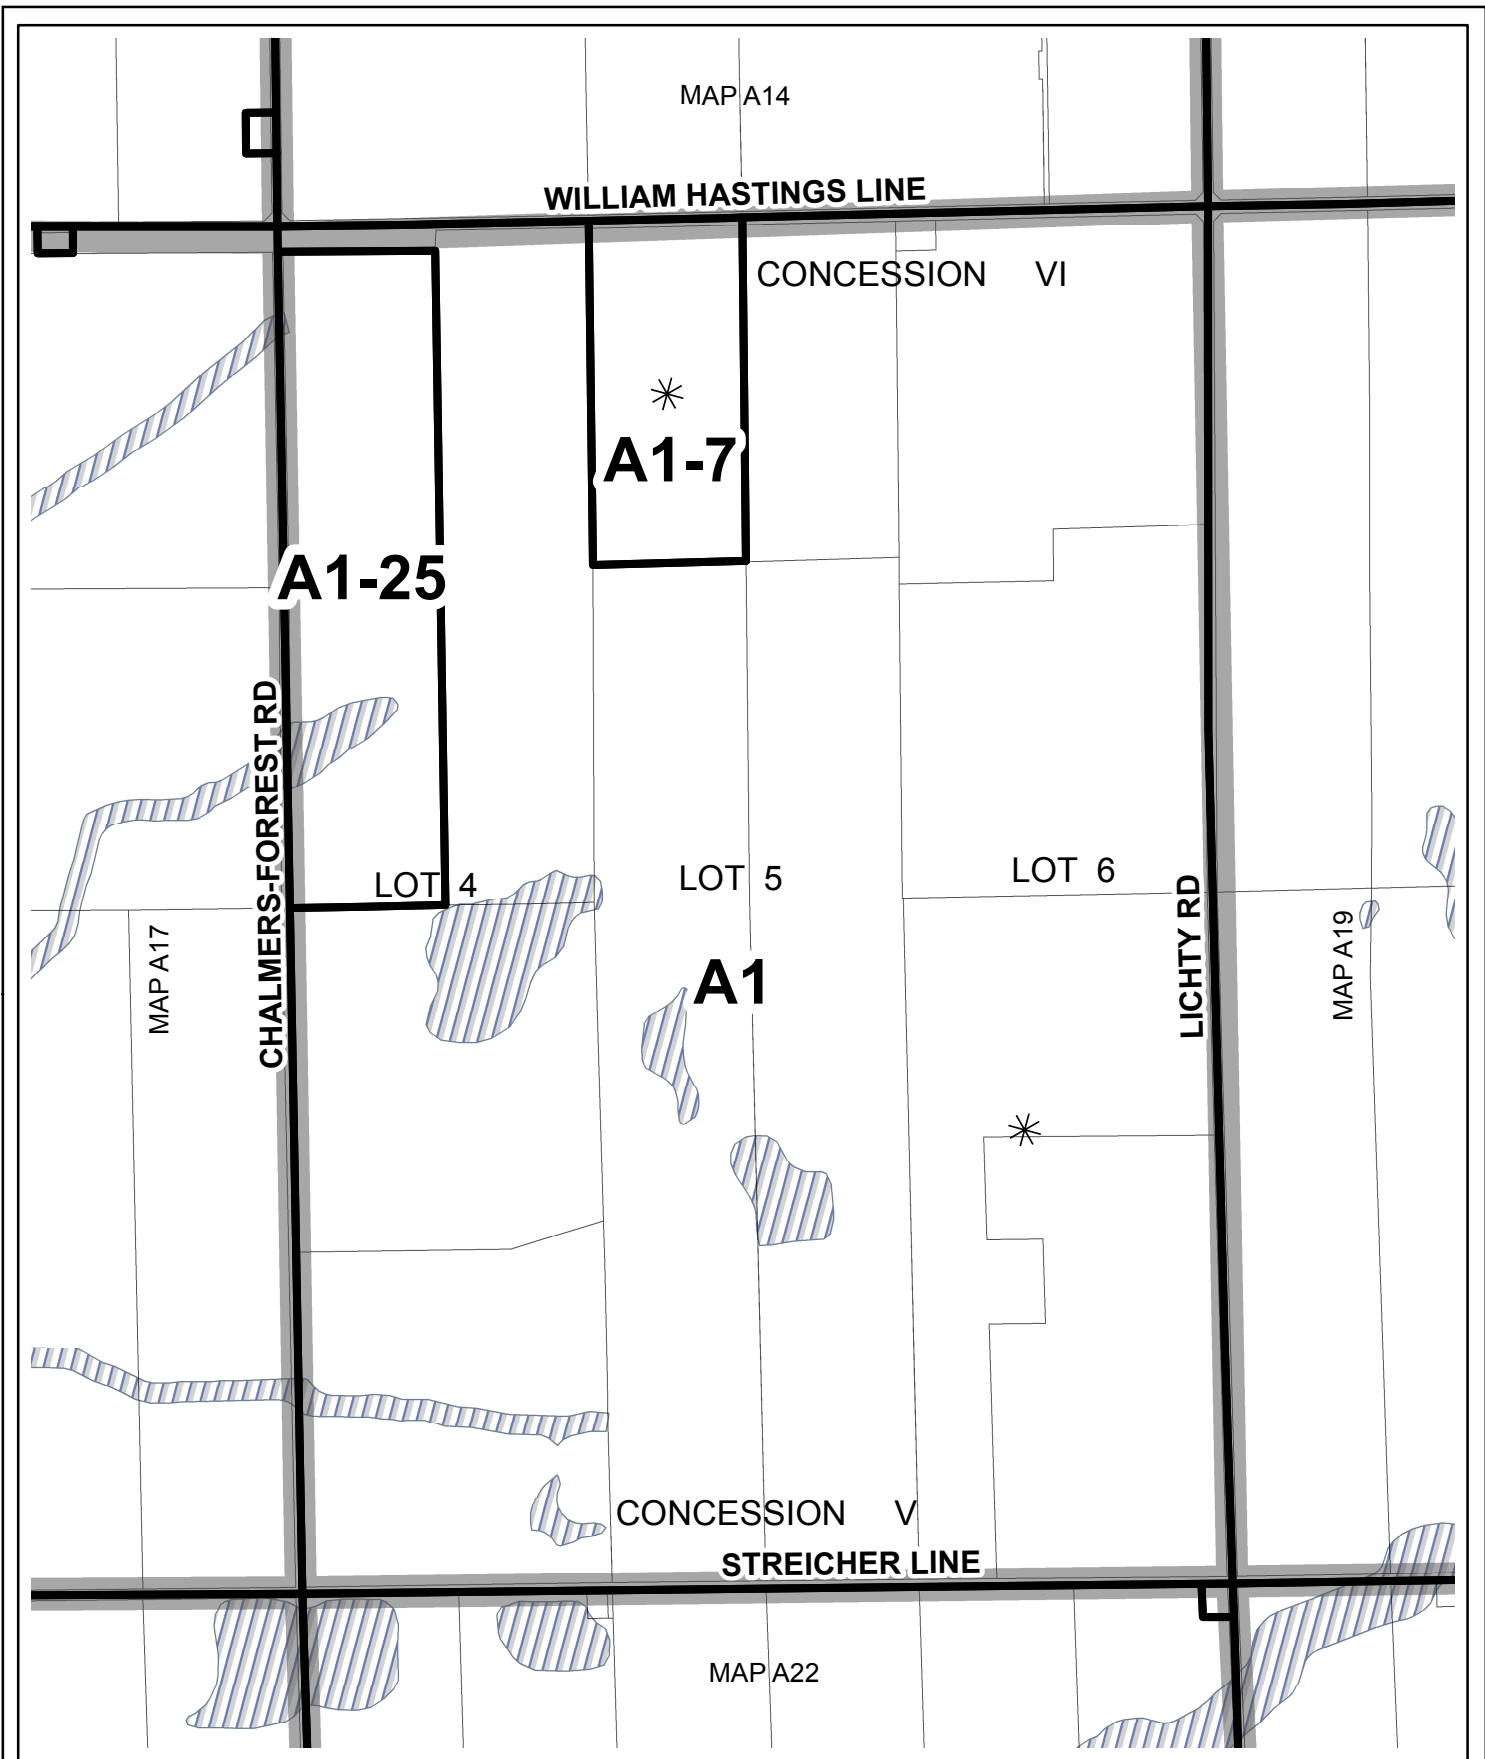 MAP A14
WILLIAM HASTINGS LINE
CONCESSION VI
A1-7
A1-25
CHALMERS-FORREST RD
LOT 4
LOT 5
LOT 6
MAP A17
A1
LICHTY RD
MAP A19
CONCESSION V
STREICHER LINE
MAP A22